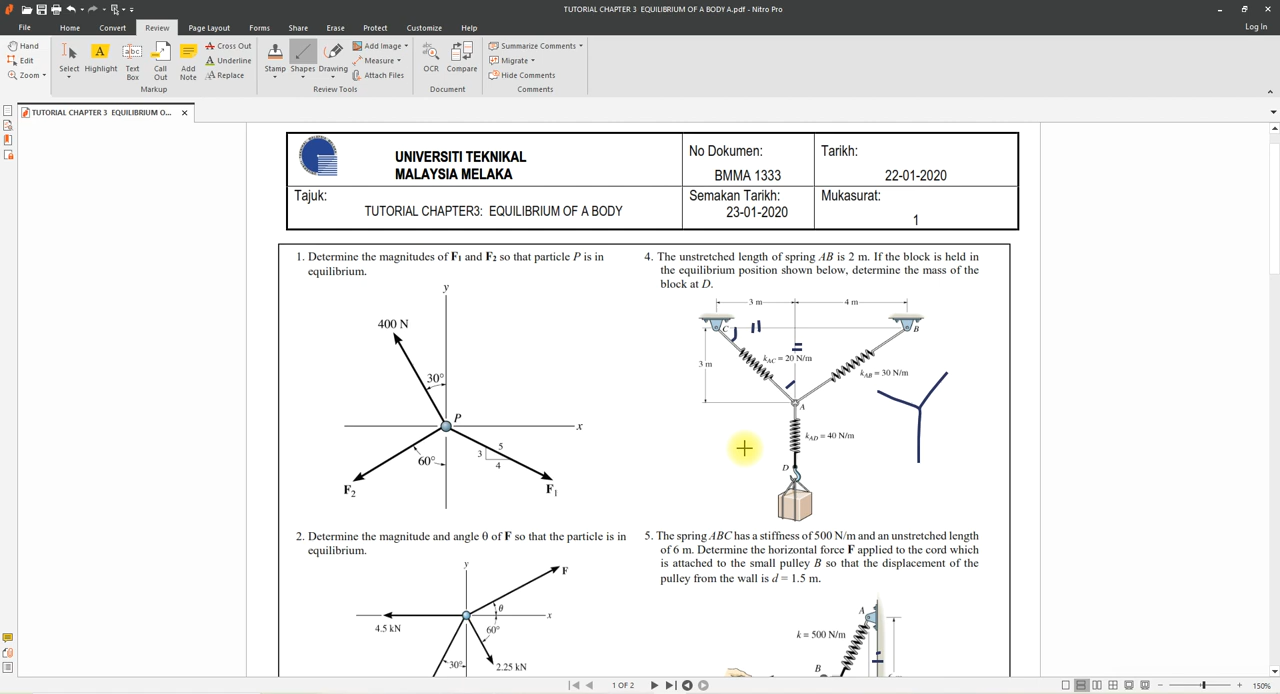 TUTORIAL CHAPTER 3 EQUILIBRIUM OF A BODY A.pdf - Nitro Pro
File Home Convert Review Page Layout Forms Share Erase Protect Customize Help Log In
Hand
Edit
Zoom
Select Highlight Text Box Call Out Add Note
Cross Out
Underline
Replace
Markup
Stamp Shapes Drawing
Add Image
Measure
Attach Files
Review Tools
OCR Compare
Document
Summarize Comments
Migrate
Hide Comments
Comments
TUTORIAL CHAPTER 3 EQUILIBRIUM O...
UNIVERSITI TEKNIKAL
MALAYSIA MELAKA
No Dokumen:
BMMA 1333
Tarikh:
22-01-2020
Tajuk:
TUTORIAL CHAPTER3: EQUILIBRIUM OF A BODY
Semakan Tarikh:
23-01-2020
Mukasurat:
1
1. Determine the magnitudes of F1 and F2 so that particle P is in
equilibrium.
y
400 N
30°
P
x
5
3
4
60°
F2
F1
2. Determine the magnitude and angle θ of F so that the particle is in
equilibrium.
y
F
θ
x
4.5 kN
60°
30°
2.25 kN
4. The unstretched length of spring AB is 2 m. If the block is held in
the equilibrium position shown below, determine the mass of the
block at D.
3 m
4 m
C
B
3 m
kAC = 20 N/m
kAB = 30 N/m
A
kAD = 40 N/m
D
5. The spring ABC has a stiffness of 500 N/m and an unstretched length
of 6 m. Determine the horizontal force F applied to the cord which
is attached to the small pulley B so that the displacement of the
pulley from the wall is d = 1.5 m.
A
k = 500 N/m
B
1 OF 2
150%